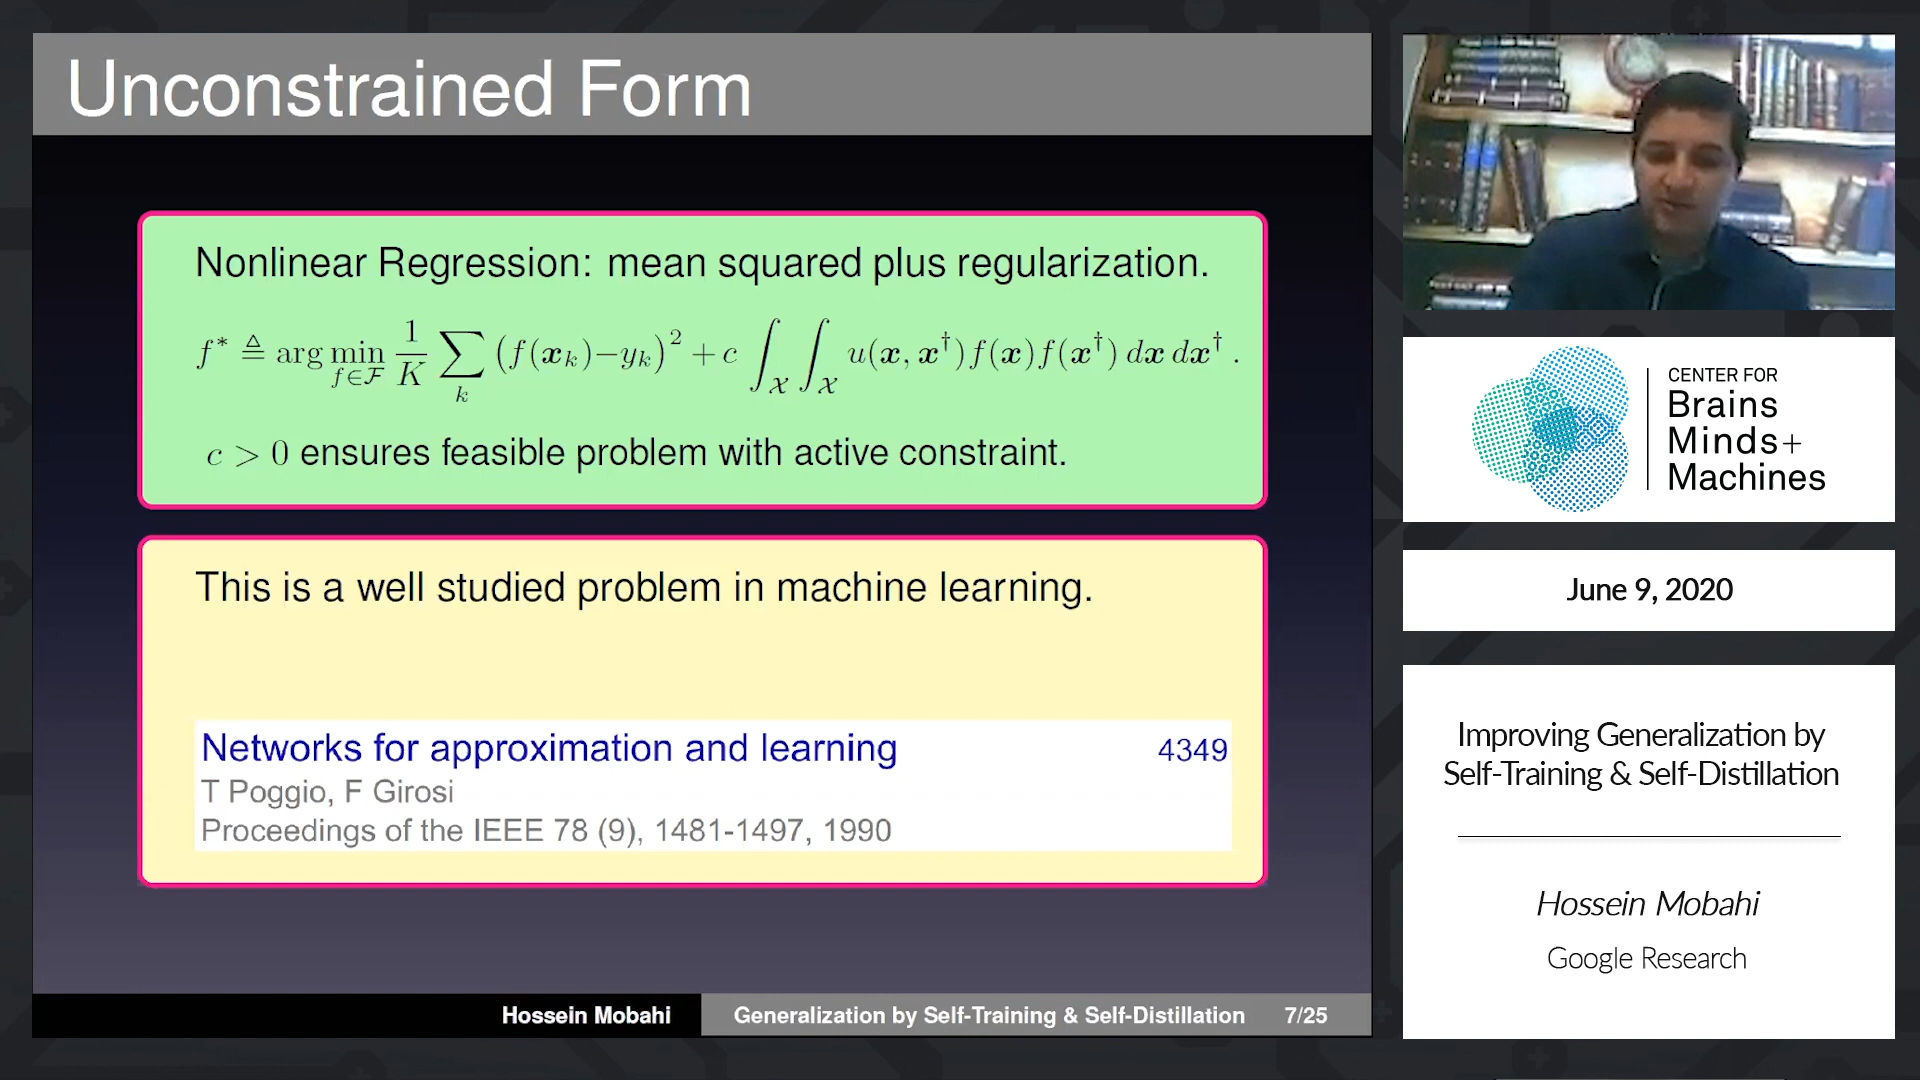 Unconstrained Form
Nonlinear Regression: mean squared plus regularization.
f* ≜ arg min_{f∈ℱ} 1/K ∑_k (f(x_k)−y_k)² + c ∫_𝒳 ∫_𝒳 u(x, x†) f(x) f(x†) dx dx† .
c > 0 ensures feasible problem with active constraint.
This is a well studied problem in machine learning.
Networks for approximation and learning 4349
T Poggio, F Girosi
Proceedings of the IEEE 78 (9), 1481-1497, 1990
Hossein Mobahi Generalization by Self-Training & Self-Distillation 7/25
CENTER FOR
Brains
Minds+
Machines
June 9, 2020
Improving Generalization by
Self-Training & Self-Distillation
Hossein Mobahi
Google Research